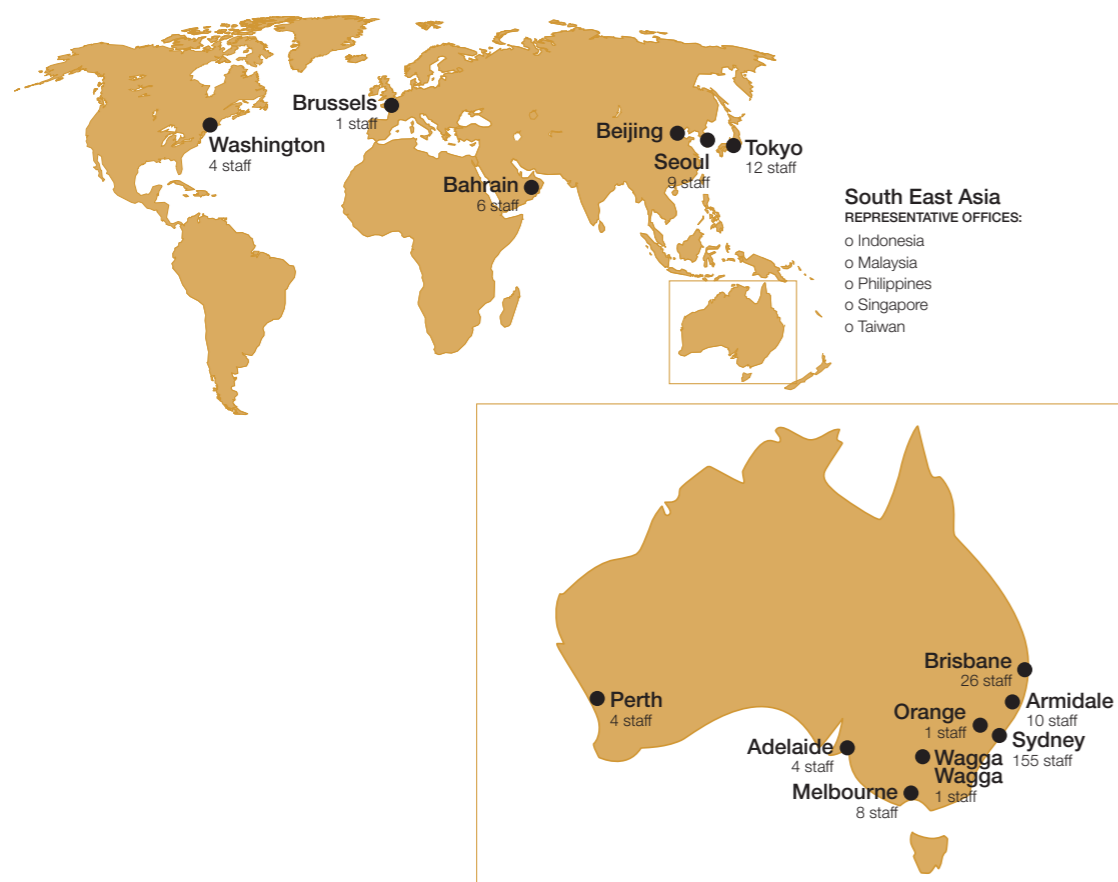 Brussels
1 staff
Washington
4 staff
Bahrain
6 staff
Beijing
Seoul
9 staff
Tokyo
12 staff
South East Asia
REPRESENTATIVE OFFICES:
o Indonesia
o Malaysia
o Philippines
o Singapore
o Taiwan
Brisbane
26 staff
Armidale
10 staff
Orange
1 staff
Sydney
155 staff
Perth
4 staff
Adelaide
4 staff
Wagga
Wagga
1 staff
Melbourne
8 staff